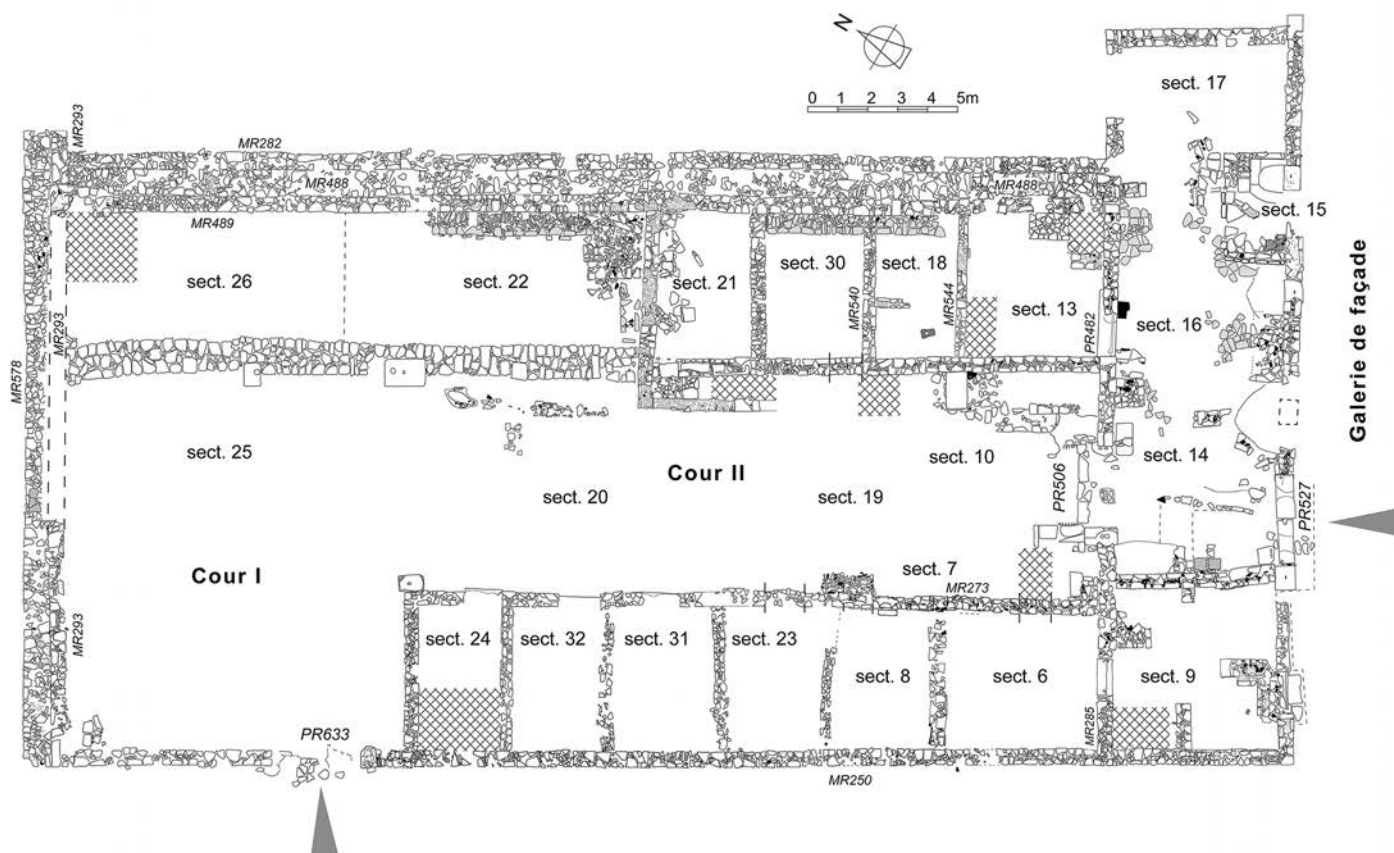 N
0 1 2 3 4 5m
sect. 17
MR293
MR282
MR488
MR488
sect. 15
MR489
sect. 26
sect. 22
sect. 21
sect. 30
sect. 18
sect. 13
MR540
MR544
PR482
sect. 16
MR578
MR293
Galerie de façade
sect. 25
sect. 20
Cour II
sect. 19
sect. 10
sect. 14
PR506
PR527
Cour I
sect. 7
MR273
MR293
sect. 24
sect. 32
sect. 31
sect. 23
sect. 8
sect. 6
sect. 9
MR285
PR633
MR250